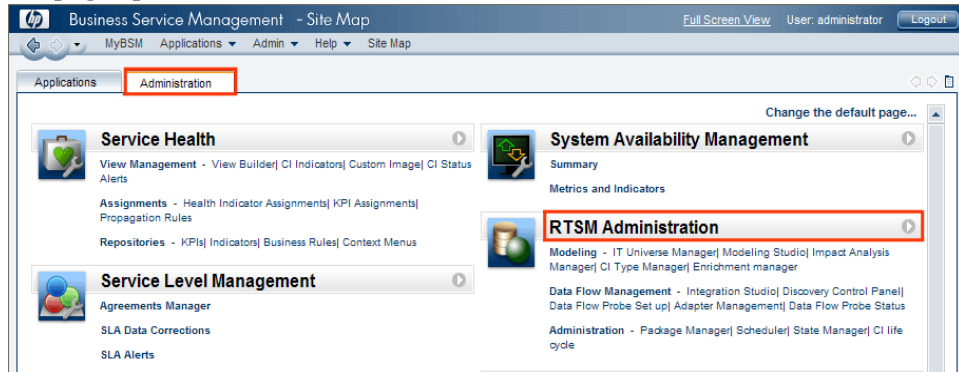 Business Service Management - Site Map
Full Screen View User: administrator Logout
MyBSM Applications Admin Help Site Map
Applications Administration
Change the default page...
Service Health
View Management - View Builder| CI Indicators| Custom Image| CI Status
Alerts
Assignments - Health Indicator Assignments| KPI Assignments|
Propagation Rules
Repositories - KPIs| Indicators| Business Rules| Context Menus
Service Level Management
Agreements Manager
SLA Data Corrections
SLA Alerts
System Availability Management
Summary
Metrics and Indicators
RTSM Administration
Modeling - IT Universe Manager| Modeling Studio| Impact Analysis
Manager| CI Type Manager| Enrichment manager
Data Flow Management - Integration Studio| Discovery Control Panel|
Data Flow Probe Set up| Adapter Management| Data Flow Probe Status
Administration - Package Manager| Scheduler| State Manager| CI life
cycle